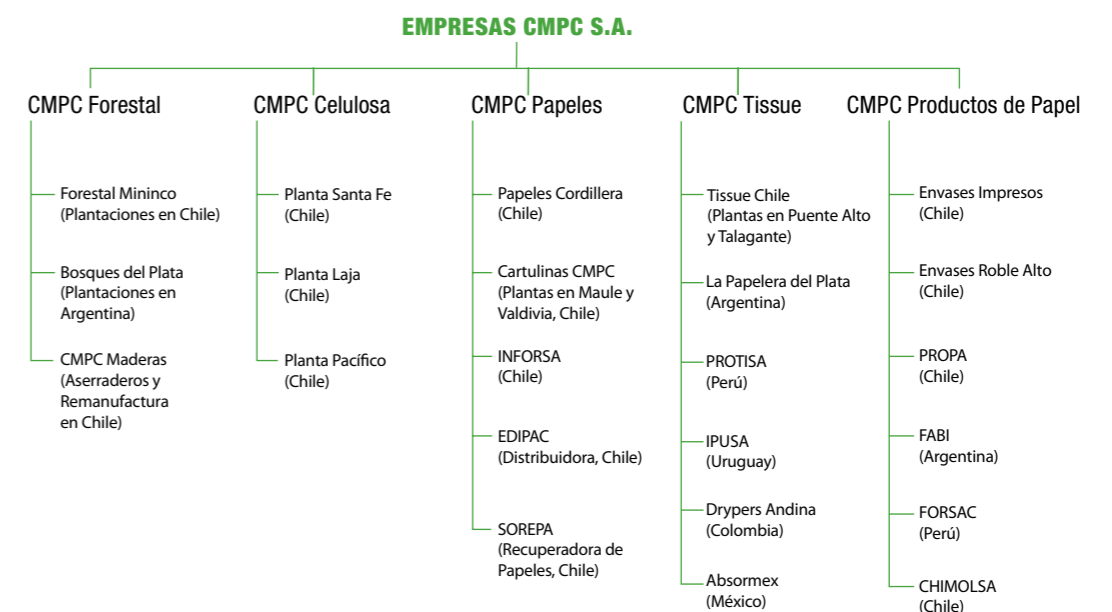 EMPRESAS CMPC S.A.
CMPC Forestal
Forestal Mininco
(Plantaciones en Chile)
Bosques del Plata
(Plantaciones en
Argentina)
CMPC Maderas
(Aserraderos y
Remanufactura
en Chile)
CMPC Celulosa
Planta Santa Fe
(Chile)
Planta Laja
(Chile)
Planta Pacífico
(Chile)
CMPC Papeles
Papeles Cordillera
(Chile)
Cartulinas CMPC
(Plantas en Maule y
Valdivia, Chile)
INFORSA
(Chile)
EDIPAC
(Distribuidora, Chile)
SOREPA
(Recuperadora de
Papeles, Chile)
CMPC Tissue
Tissue Chile
(Plantas en Puente Alto
y Talagante)
La Papelera del Plata
(Argentina)
PROTISA
(Perú)
IPUSA
(Uruguay)
Drypers Andina
(Colombia)
Absormex
(México)
CMPC Productos de Papel
Envases Impresos
(Chile)
Envases Roble Alto
(Chile)
PROPA
(Chile)
FABI
(Argentina)
FORSAC
(Perú)
CHIMOLSA
(Chile)